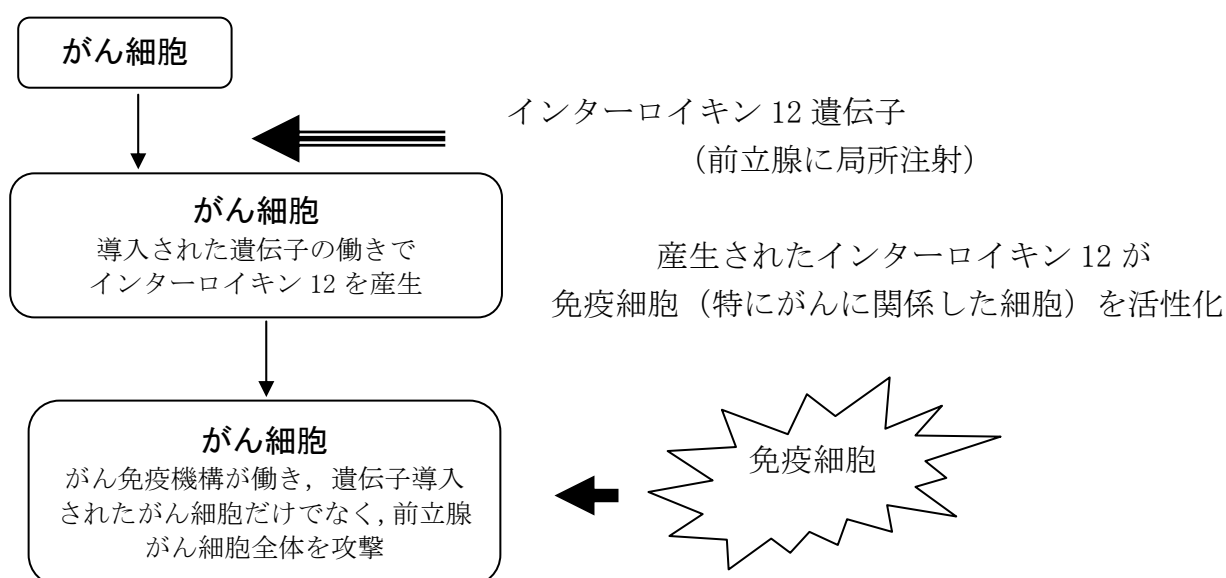 がん細胞
インターロイキン 12 遺伝子
（前立腺に局所注射）
がん細胞
導入された遺伝子の働きで
インターロイキン 12 を産生
産生されたインターロイキン 12 が
免疫細胞（特にがんに関係した細胞）を活性化
がん細胞
がん免疫機構が働き，遺伝子導入
されたがん細胞だけでなく，前立腺
がん細胞全体を攻撃
免疫細胞